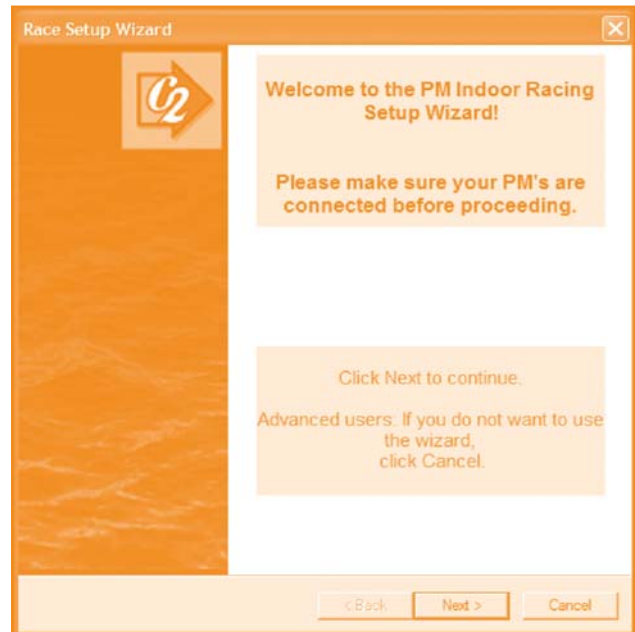 Race Setup Wizard
C2
Welcome to the PM Indoor Racing
Setup Wizard!
Please make sure your PM's are
connected before proceeding.
Click Next to continue.
Advanced users: If you do not want to use
the wizard,
click Cancel.
< Back Next > Cancel